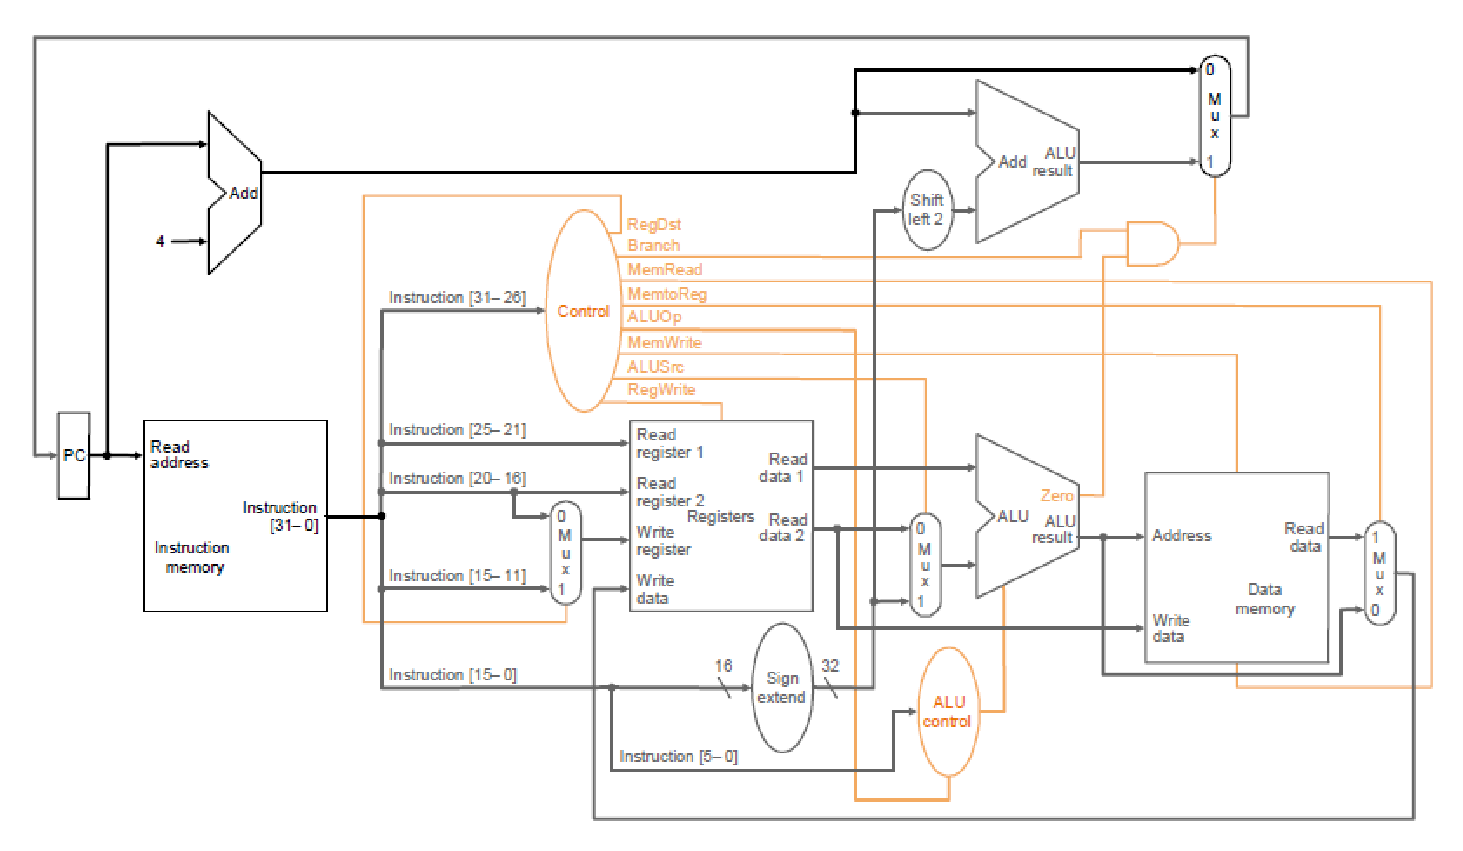 0
M
u
x
1
Add
ALU
result
Shift
left 2
Add
4
RegDst
Branch
MemRead
MemtoReg
ALUOp
MemWrite
ALUSrc
RegWrite
Control
Instruction [31–26]
Instruction [25–21]
Instruction [20–16]
Instruction [15–11]
Instruction [15–0]
Instruction [5–0]
PC
Read
address
Instruction
[31–0]
Instruction
memory
0
M
u
x
1
Read
register 1
Read
register 2
Write
register
Write
data
Registers
Read
data 1
Read
data 2
0
M
u
x
1
Zero
ALU
ALU
result
Address
Write
data
Read
data
Data
memory
1
M
u
x
0
16
Sign
extend
32
ALU
control